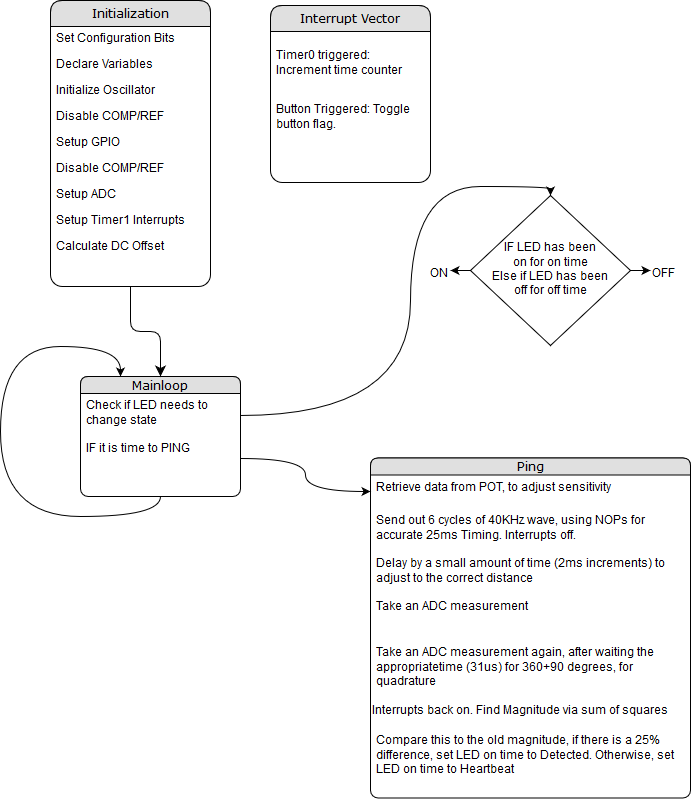 Initialization
Set Configuration Bits
Declare Variables
Initialize Oscillator
Disable COMP/REF
Setup GPIO
Disable COMP/REF
Setup ADC
Setup Timer1 Interrupts
Calculate DC Offset
Interrupt Vector
Timer0 triggered:
Increment time counter
Button Triggered: Toggle
button flag.
IF LED has been
on for on time
Else if LED has been
off for off time
ON
OFF
Mainloop
Check if LED needs to
change state
IF it is time to PING
Ping
Retrieve data from POT, to adjust sensitivity
Send out 6 cycles of 40KHz wave, using NOPs for
accurate 25ms Timing. Interrupts off.
Delay by a small amount of time (2ms increments) to
adjust to the correct distance
Take an ADC measurement
Take an ADC measurement again, after waiting the
appropriatetime (31us) for 360+90 degrees, for
quadrature
Interrupts back on. Find Magnitude via sum of squares
Compare this to the old magnitude, if there is a 25%
difference, set LED on time to Detected. Otherwise, set
LED on time to Heartbeat